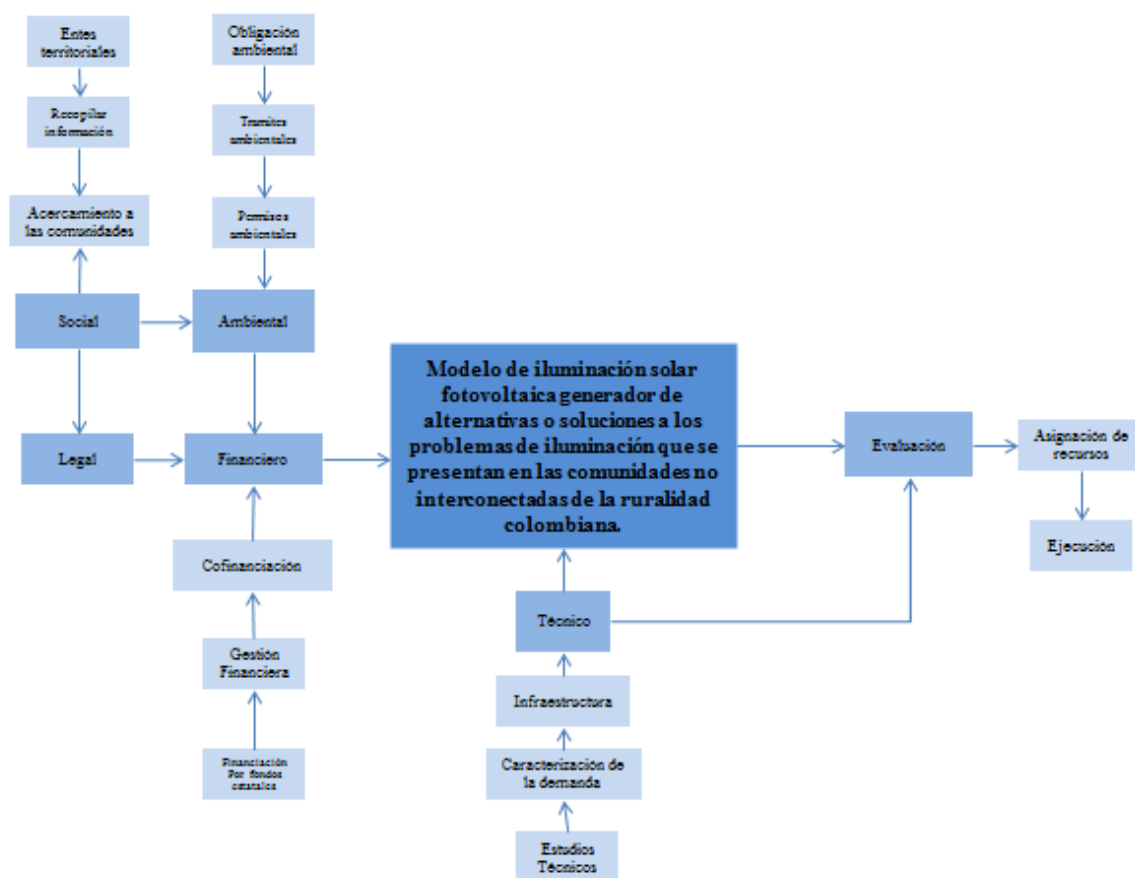 Entes
territoriales
Obligación
ambiental
Recopilar
información
Tramites
ambientales
Acercamiento a
las comunidades
Permisos
ambientales
Social
Ambiental
Modelo de iluminación solar
fotovoltaica generador de
alternativas o soluciones a los
problemas de iluminación que se
presentan en las comunidades no
interconectadas de la ruralidad
colombiana.
Legal
Financiero
Evaluación
Asignación de
recursos
Ejecución
Cofinanciación
Técnico
Gestión
Financiera
Infraestructura
Financiación
Por fondos
estatales
Caracterización de
la demanda
Estudios
Técnicos